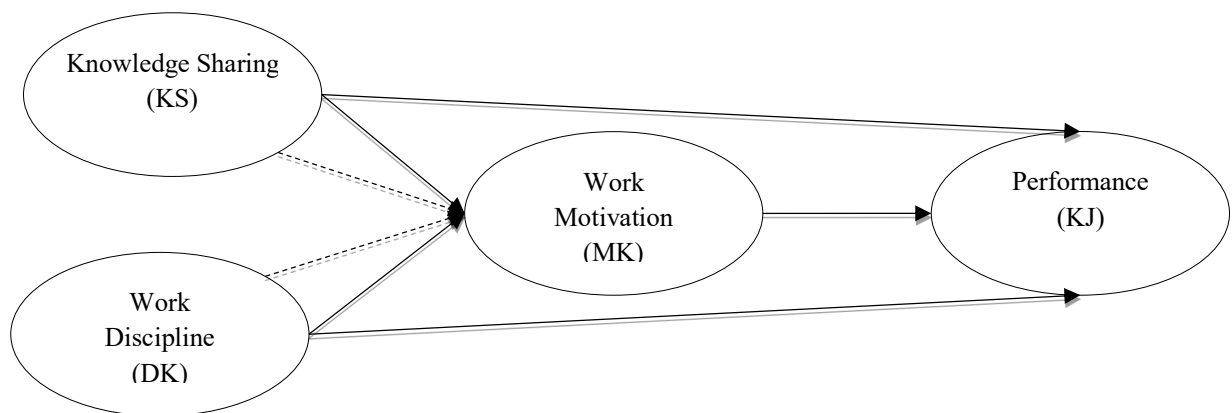 Knowledge Sharing
(KS)
Work
Motivation
(MK)
Performance
(KJ)
Work
Discipline
(DK)